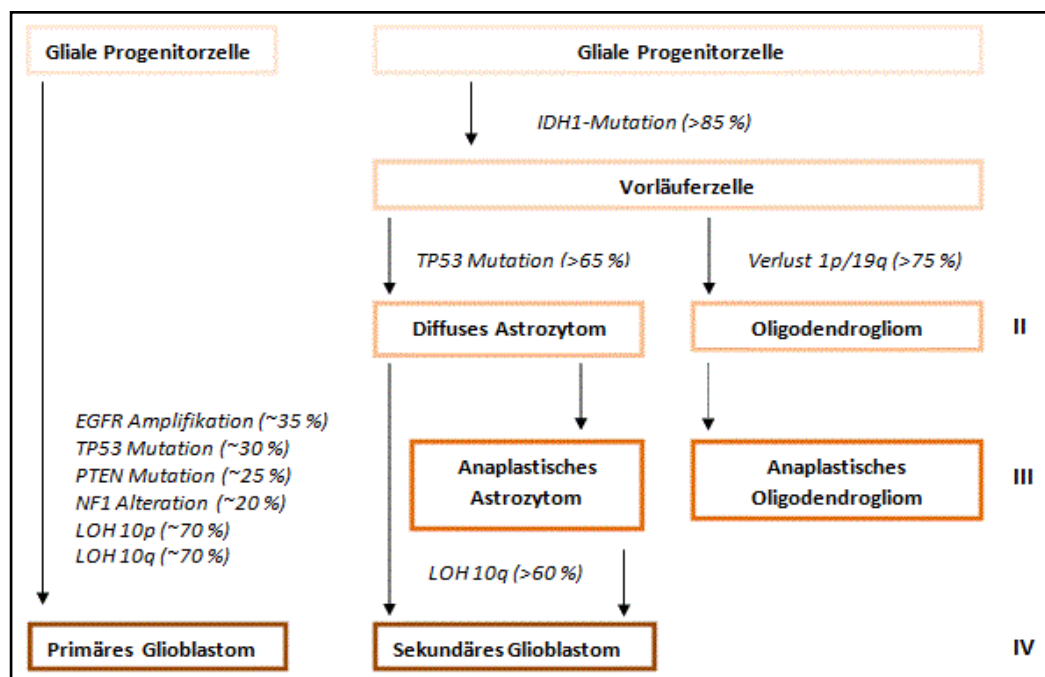 Gliale Progenitorzelle
Gliale Progenitorzelle
IDH1-Mutation (>85 %)
Vorläuferzelle
TP53 Mutation (>65 %)
Verlust 1p/19q (>75 %)
Diffuses Astrozytom
Oligodendrogliom
II
EGFR Amplifikation (~35 %)
TP53 Mutation (~30 %)
PTEN Mutation (~25 %)
NF1 Alteration (~20 %)
LOH 10p (~70 %)
LOH 10q (~70 %)
Anaplastisches
Astrozytom
Anaplastisches
Oligodendrogliom
III
LOH 10q (>60 %)
Primäres Glioblastom
Sekundäres Glioblastom
IV